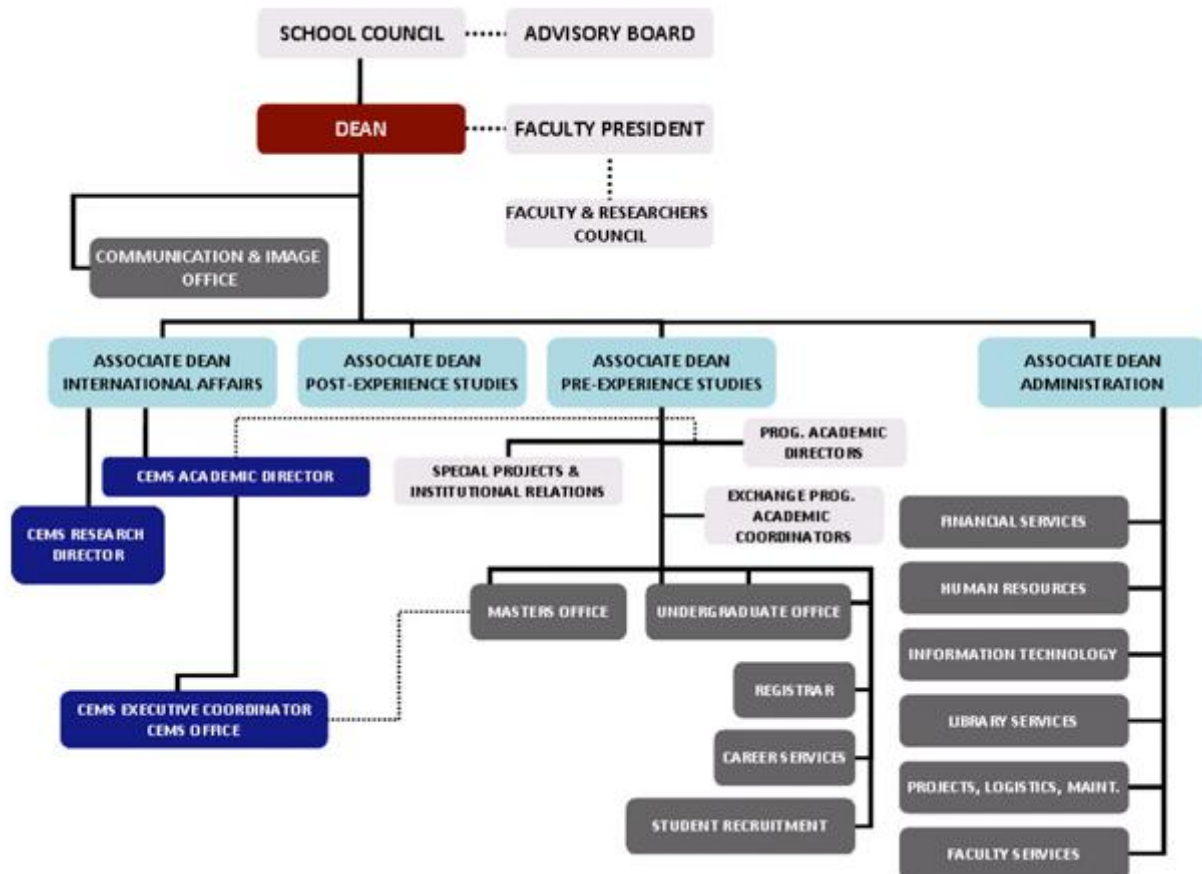 SCHOOL COUNCIL
ADVISORY BOARD
DEAN
FACULTY PRESIDENT
FACULTY & RESEARCHERS
COUNCIL
COMMUNICATION & IMAGE
OFFICE
ASSOCIATE DEAN
INTERNATIONAL AFFAIRS
ASSOCIATE DEAN
POST-EXPERIENCE STUDIES
ASSOCIATE DEAN
PRE-EXPERIENCE STUDIES
ASSOCIATE DEAN
ADMINISTRATION
CEMS ACADEMIC DIRECTOR
SPECIAL PROJECTS &
INSTITUTIONAL RELATIONS
PROG. ACADEMIC
DIRECTORS
CEMS RESEARCH
DIRECTOR
EXCHANGE PROG.
ACADEMIC
COORDINATORS
FINANCIAL SERVICES
HUMAN RESOURCES
MASTERS OFFICE
UNDERGRADUATE OFFICE
INFORMATION TECHNOLOGY
REGISTRAR
CEMS EXECUTIVE COORDINATOR
CEMS OFFICE
LIBRARY SERVICES
CAREER SERVICES
PROJECTS, LOGISTICS, MAINT.
STUDENT RECRUITMENT
FACULTY SERVICES